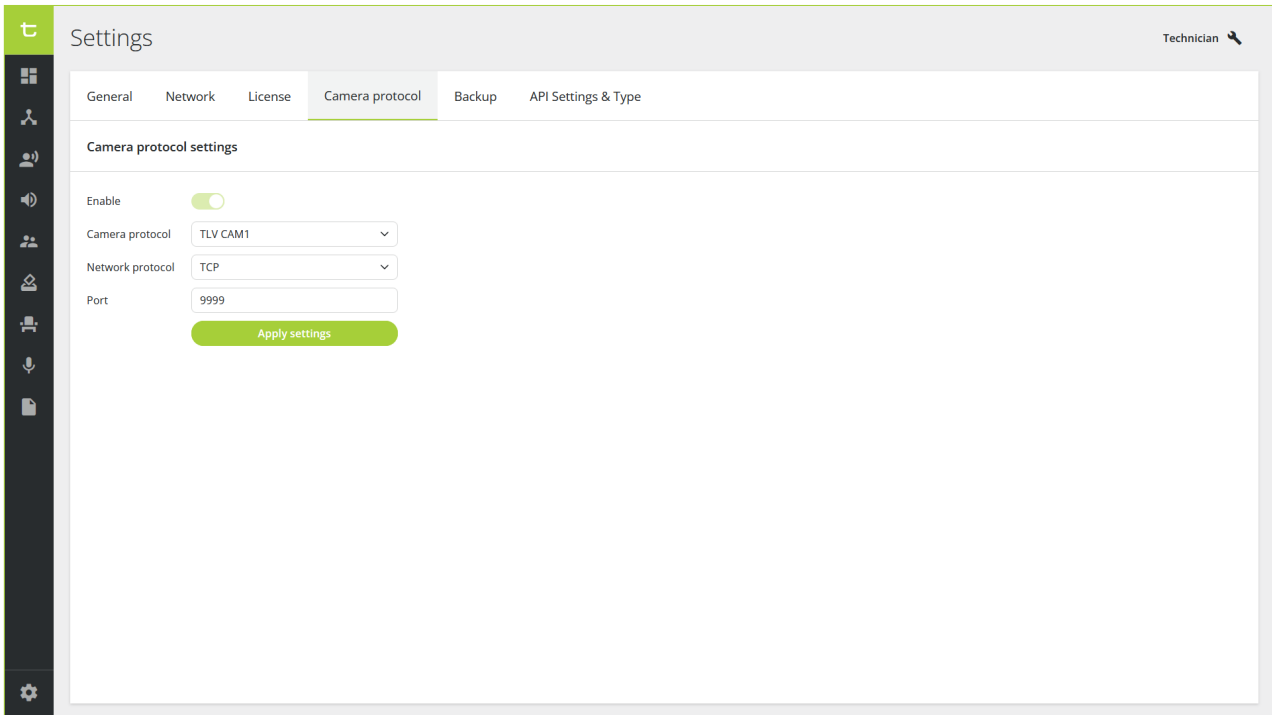 t
Settings
Technician
General Network License Camera protocol Backup API Settings & Type
Camera protocol settings
Enable
Camera protocol TLV CAM1
Network protocol TCP
Port 9999
Apply settings